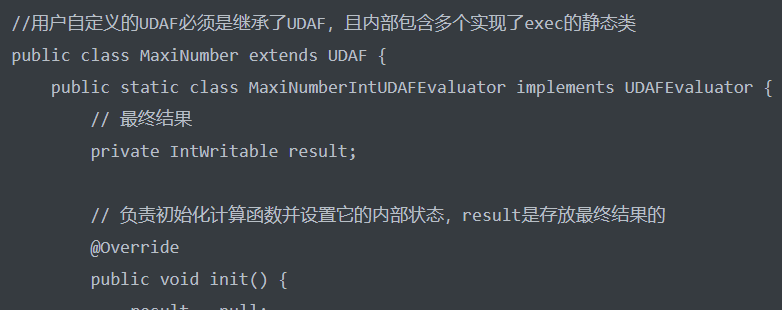 //用户自定义的UDAF必须是继承了UDAF，且内部包含多个实现了exec的静态类
public class MaxiNumber extends UDAF {
public static class MaxiNumberIntUDAFEvaluator implements UDAFEvaluator {
// 最终结果
private IntWritable result;
// 负责初始化计算函数并设置它的内部状态，result是存放最终结果的
@Override
public void init() {